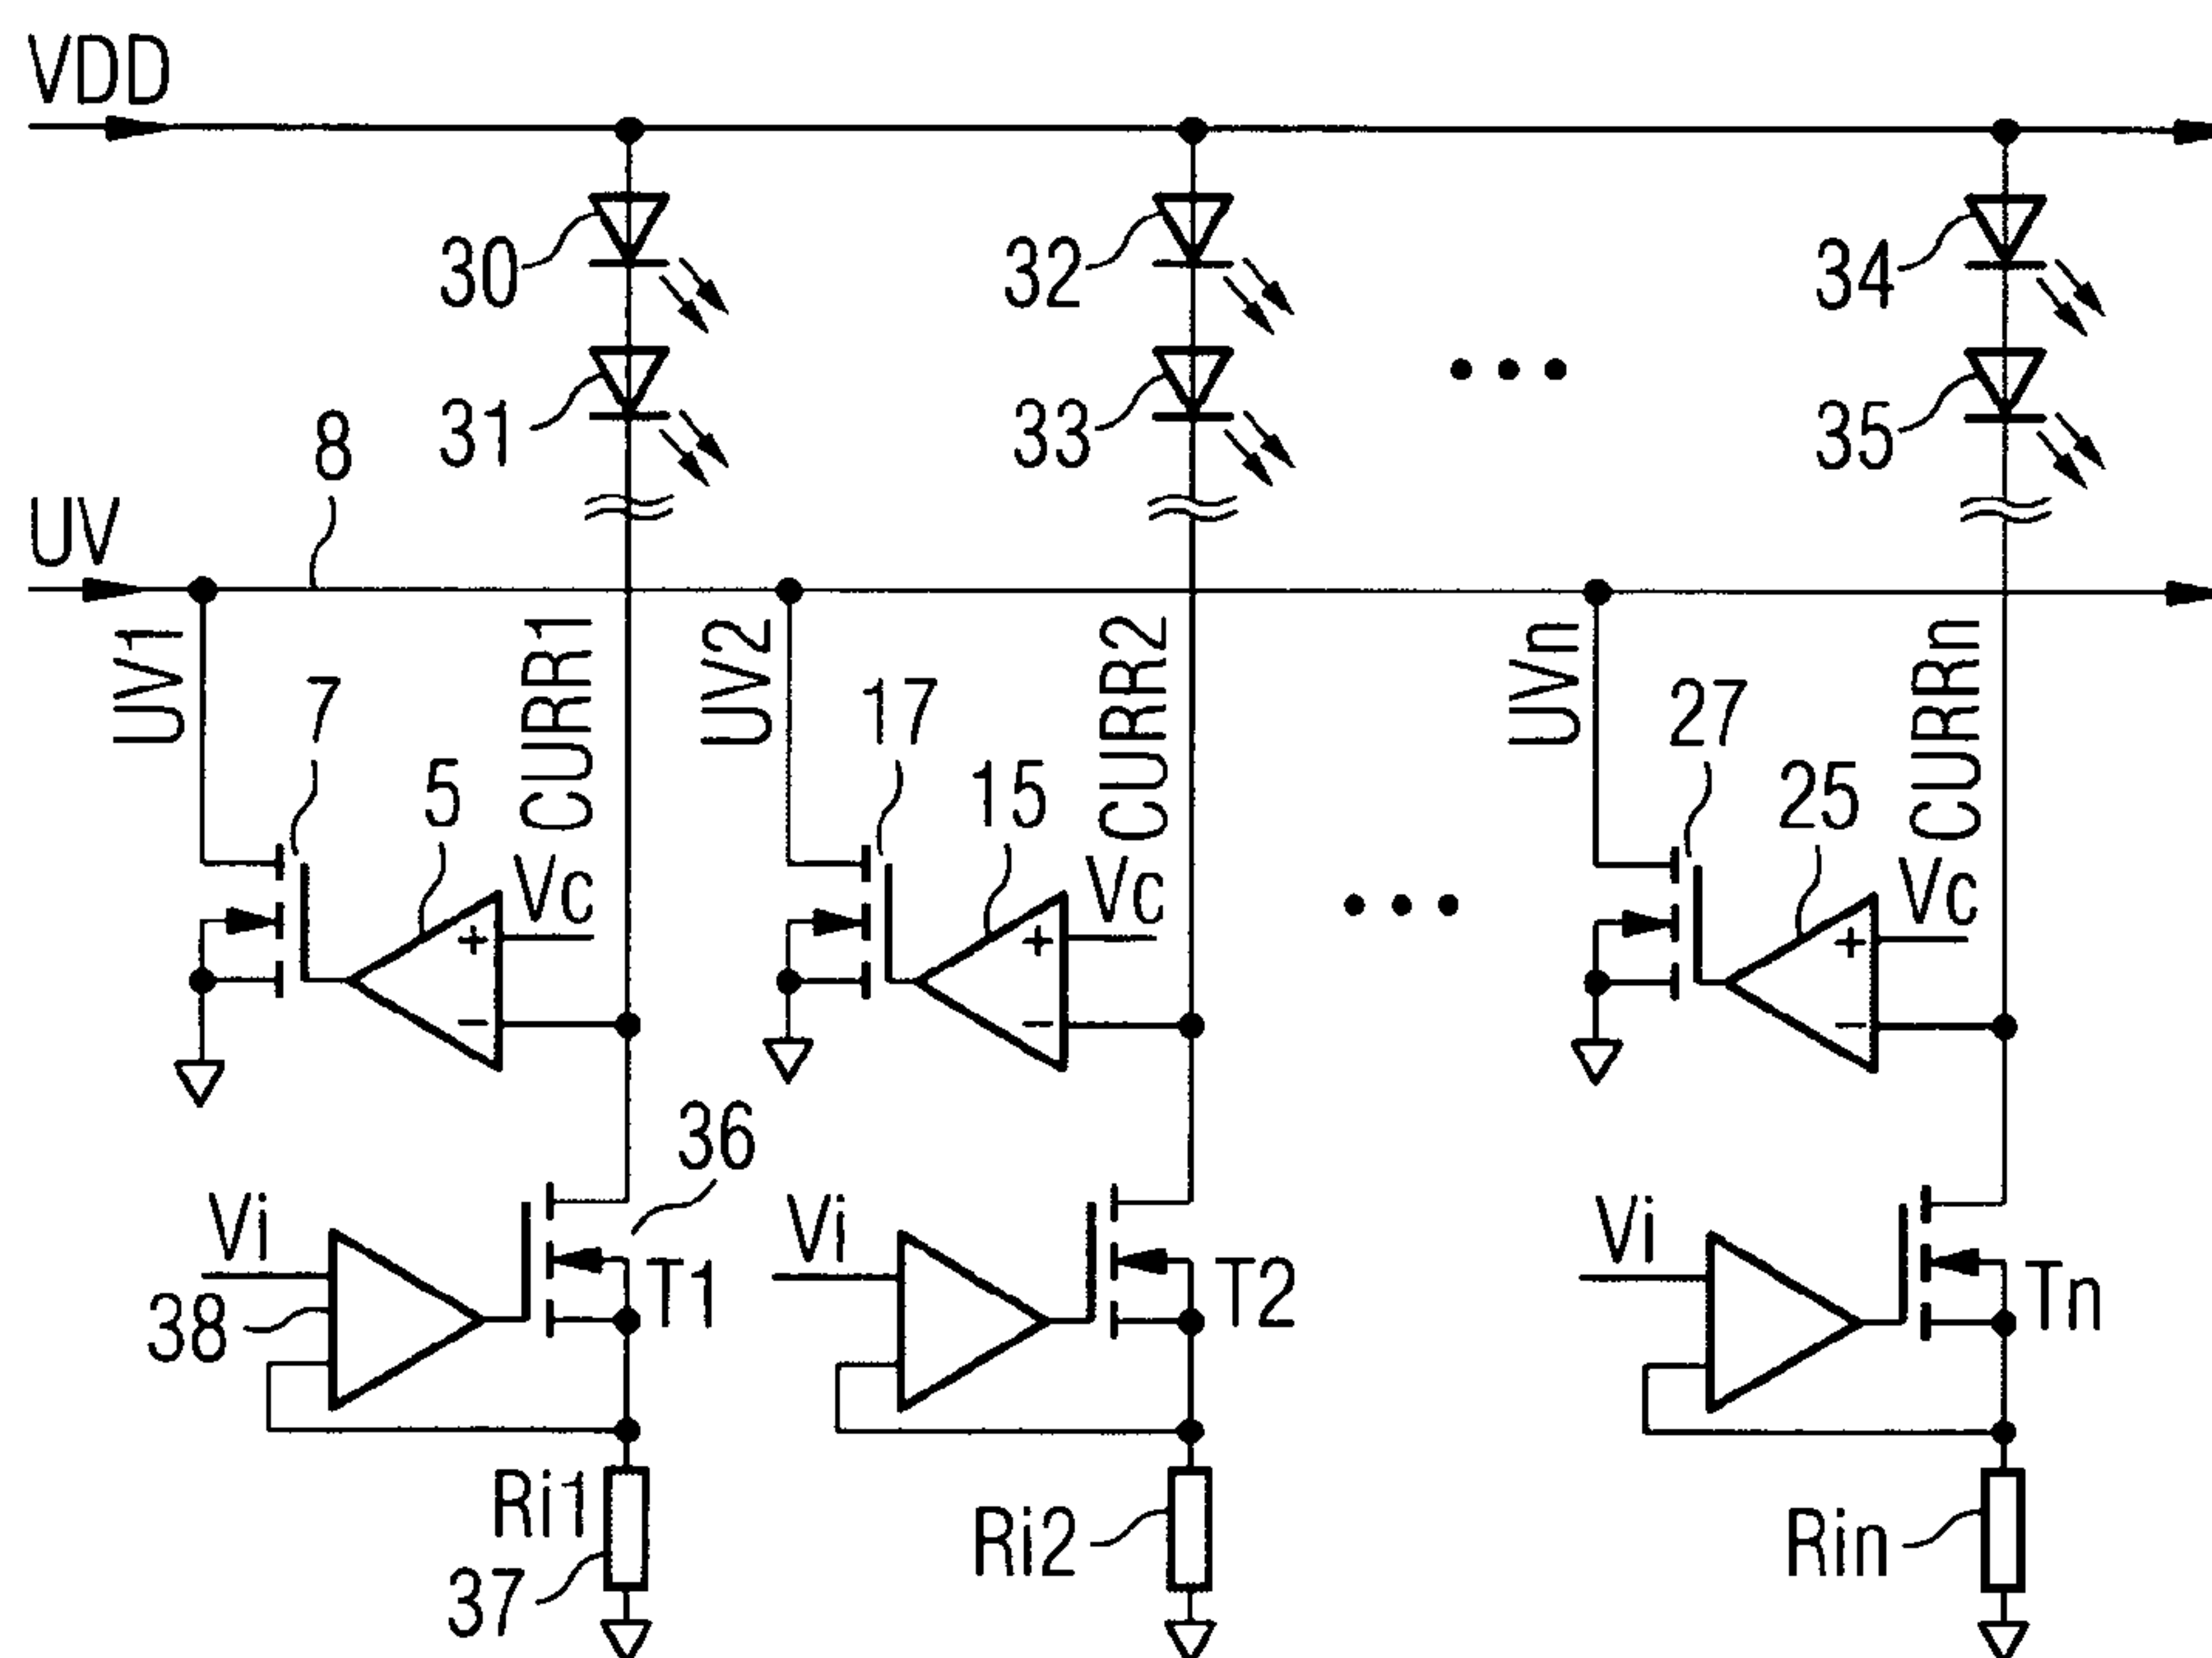 VDD
30
32
34
31
33
35
8
UV
UV1
CURR1
UV2
CURR2
UVn
CURRn
7
17
27
5
15
25
Vc
Vc
Vc
+
+
+
−
−
−
36
Vi
Vi
Vi
T1
T2
Tn
38
Ri1
Ri2
Rin
37